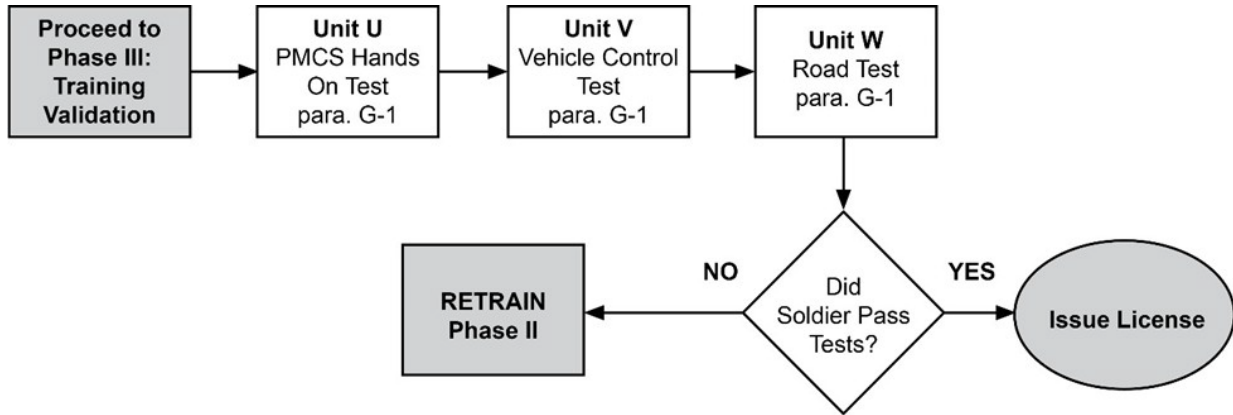 Proceed to
Phase III:
Training
Validation
Unit U
PMCS Hands
On Test
para. G-1
Unit V
Vehicle Control
Test
para. G-1
Unit W
Road Test
para. G-1
NO
YES
RETRAIN
Phase II
Did
Soldier Pass
Tests?
Issue License